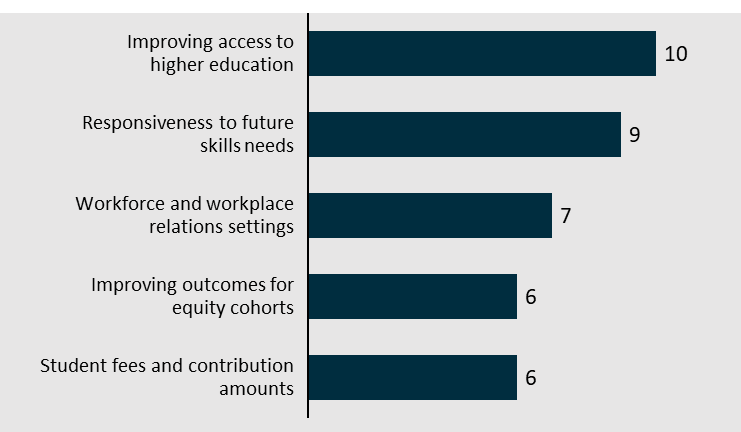 Improving access to
higher education
10
Responsiveness to future
skills needs
9
Workforce and workplace
relations settings
7
Improving outcomes for
equity cohorts
6
Student fees and contribution
amounts
6